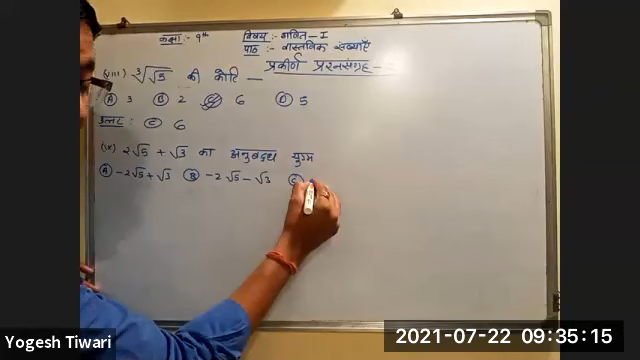 कक्षा :- 9th विषय :- गणित - I
पाठ :- वास्तविक संख्याएँ
प्रकीर्ण प्रश्नसंग्रह -
(viii) ∛√5 की कोटि —
Ⓐ 3 Ⓑ 2 Ⓒ 6 Ⓓ 5
उत्तर: Ⓒ 6
(ix) 2√5 + √3 का अनुबद्ध युग्म
Ⓐ -2√5 + √3 Ⓑ -2√5 - √3 Ⓒ
Yogesh Tiwari
2021-07-22 09:35:15